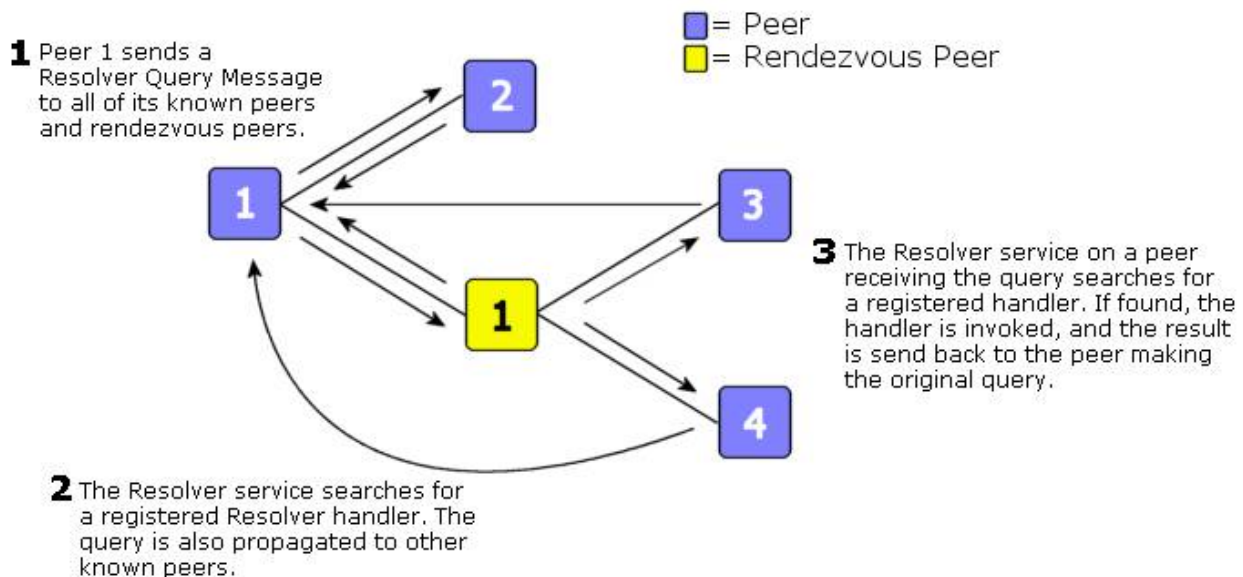 = Peer
= Rendezvous Peer
1 Peer 1 sends a
Resolver Query Message
to all of its known peers
and rendezvous peers.
2
1
3
1
4
3 The Resolver service on a peer
receiving the query searches for
a registered handler. If found, the
handler is invoked, and the result
is send back to the peer making
the original query.
2 The Resolver service searches for
a registered Resolver handler. The
query is also propagated to other
known peers.